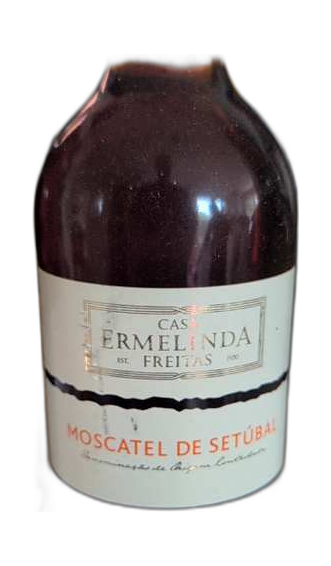 CASA
ERMELINDA
EST. FREITAS 1920
MOSCATEL DE SETÚBAL
Denominação de Origem Controlada